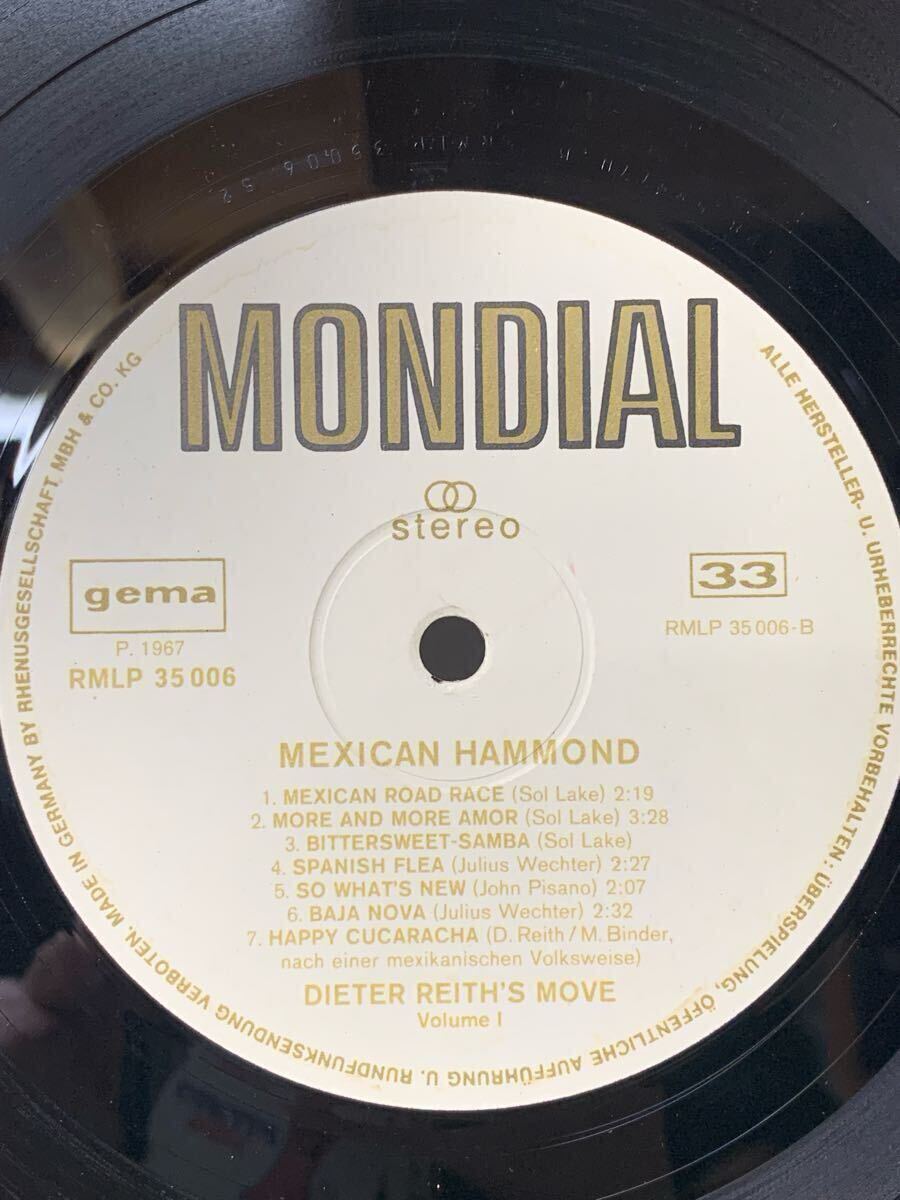 MONDIAL
stereo
gema
P. 1967
RMLP 35 006
33
RMLP 35 006-B
MEXICAN HAMMOND
1. MEXICAN ROAD RACE (Sol Lake) 2:19
2. MORE AND MORE AMOR (Sol Lake) 3:28
3. BITTERSWEET-SAMBA (Sol Lake)
4. SPANISH FLEA (Julius Wechter) 2:27
5. SO WHAT'S NEW (John Pisano) 2:07
6. BAJA NOVA (Julius Wechter) 2:32
7. HAPPY CUCARACHA (D. Reith / M. Binder,
nach einer mexikanischen Volksweise)
DIETER REITH'S MOVE
Volume I
ALLE HERSTELLER- U. URHEBERRECHTE VORBEHALTEN: ÜBERSPIELUNG, ÖFFENTLICHE AUFFÜHRUNG U. RUNDFUNKSENDUNG VERBOTEN. MADE IN GERMANY BY RHENUSGESELLSCHAFT MBH & CO. KG